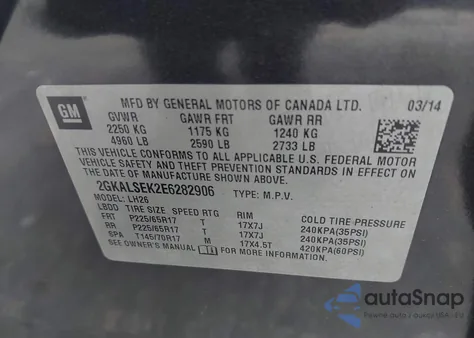 GM
MFD BY GENERAL MOTORS OF CANADA LTD. 03/14
GVWR GAWR FRT GAWR RR
2250 KG 1175 KG 1240 KG
4960 LB 2590 LB 2733 LB
THIS VEHICLE CONFORMS TO ALL APPLICABLE U.S. FEDERAL MOTOR
VEHICLE SAFETY, BUMPER, AND THEFT PREVENTION STANDARDS IN
EFFECT ON THE DATE OF MANUFACTURE SHOWN ABOVE.
2GKALSEK2E6282906 TYPE: M.P.V.
MODEL: LH26
LBDD TIRE SIZE SPEED RTG RIM COLD TIRE PRESSURE
FRT P225/65R17 T 17X7J 240KPA(35PSI)
RR P225/65R17 T 17X7J 240KPA(35PSI)
SPA T145/70R17 M 17X4.5T 420KPA(60PSI)
SEE OWNER'S MANUAL FOR MORE INFORMATION.
autoSnap